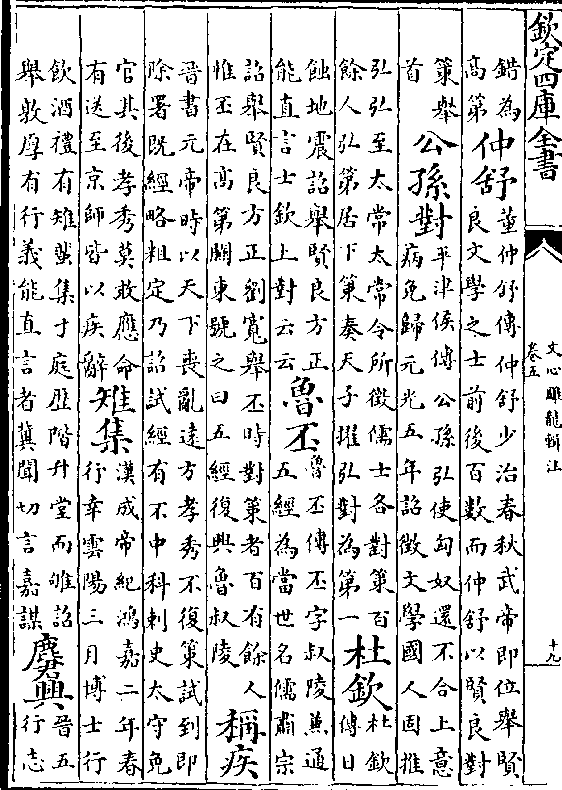 欽定四庫全書
文心雕龍輯注
卷五
十九
錯為
高第
仲舒
董仲舒傳仲舒少治春秋武帝即位舉賢
良文學之士前後百數而仲舒以賢良對
策舉
首
公孫對
平津侯傳公孫弘使匈奴還不合上意
病免歸元光五年詔徵文學國人固推
弘弘至太常太常令所徵儒士各對策百
餘人弘第居下策奏天子擢弘對為第一
杜欽
杜欽
傳日
蝕地震詔舉賢良方正
能直言士欽上對云云
魯丕
魯丕傳丕字叔陵兼通
五經為當世名儒肅宗
詔舉賢良方正劉寬舉丕時對策者百有餘人
惟丕在高第關東號之曰五經復興魯叔陵
稱疾
晉書元帝時以天下喪亂遠方孝秀不復策試到即
除署既經略粗定乃詔試經有不中科刺史太守免
官其後孝秀莫敢應命
有送至京師皆以疾辭
雉集
漢成帝紀鴻嘉二年春
行幸雲陽三月博士行
飲酒禮有雉蜚集于庭歷階升堂而雊詔
舉敦厚有行義能直言者冀聞切言嘉謀
麏興
晉五
行志